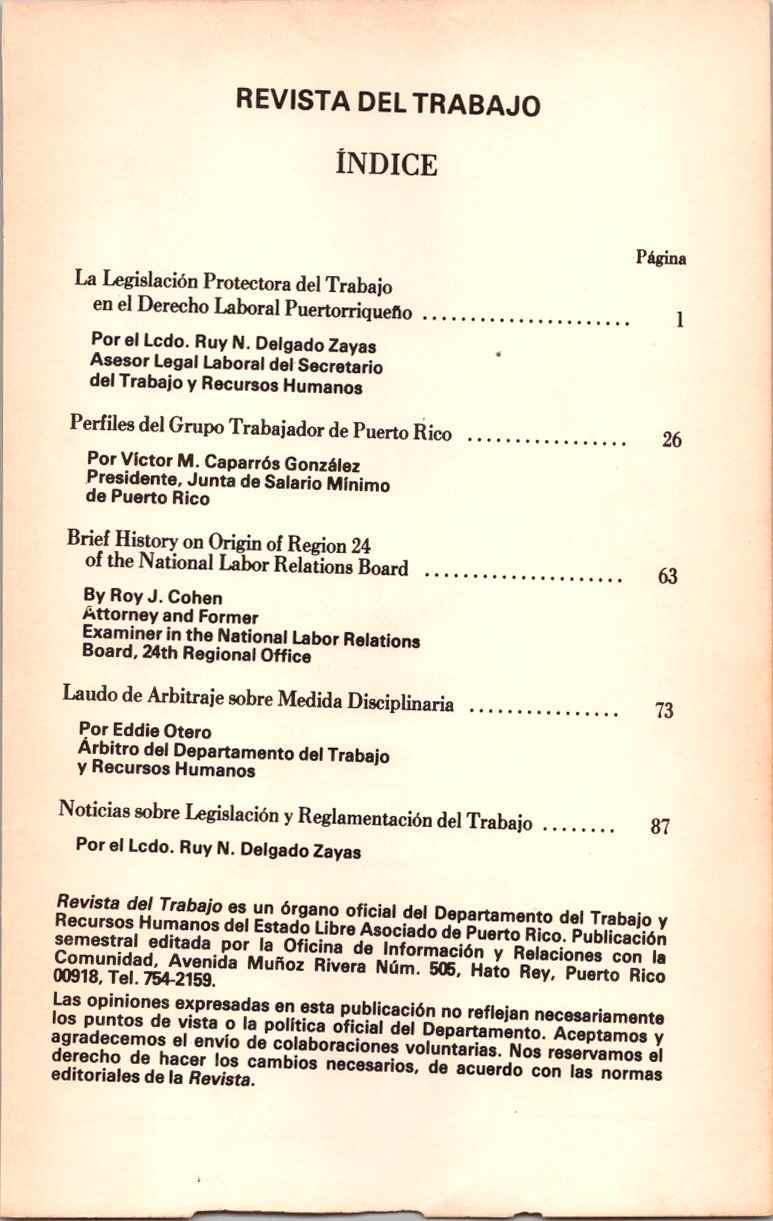 REVISTA DEL TRABAJO
ÍNDICE
Página
La Legislación Protectora del Trabajo
en el Derecho Laboral Puertorriqueño ...................... 1
Por el Lcdo. Ruy N. Delgado Zayas
Asesor Legal Laboral del Secretario
del Trabajo y Recursos Humanos
Perfiles del Grupo Trabajador de Puerto Rico ................. 26
Por Víctor M. Caparrós González
Presidente, Junta de Salario Mínimo
de Puerto Rico
Brief History on Origin of Region 24
of the National Labor Relations Board ..................... 63
By Roy J. Cohen
Attorney and Former
Examiner in the National Labor Relations
Board, 24th Regional Office
Laudo de Arbitraje sobre Medida Disciplinaria ................ 73
Por Eddie Otero
Árbitro del Departamento del Trabajo
y Recursos Humanos
Noticias sobre Legislación y Reglamentación del Trabajo ........ 87
Por el Lcdo. Ruy N. Delgado Zayas
Revista del Trabajo es un órgano oficial del Departamento del Trabajo y
Recursos Humanos del Estado Libre Asociado de Puerto Rico. Publicación
semestral editada por la Oficina de Información y Relaciones con la
Comunidad, Avenida Muñoz Rivera Núm. 505, Hato Rey, Puerto Rico
00918, Tel. 754-2159.
Las opiniones expresadas en esta publicación no reflejan necesariamente
los puntos de vista o la política oficial del Departamento. Aceptamos y
agradecemos el envío de colaboraciones voluntarias. Nos reservamos el
derecho de hacer los cambios necesarios, de acuerdo con las normas
editoriales de la Revista.